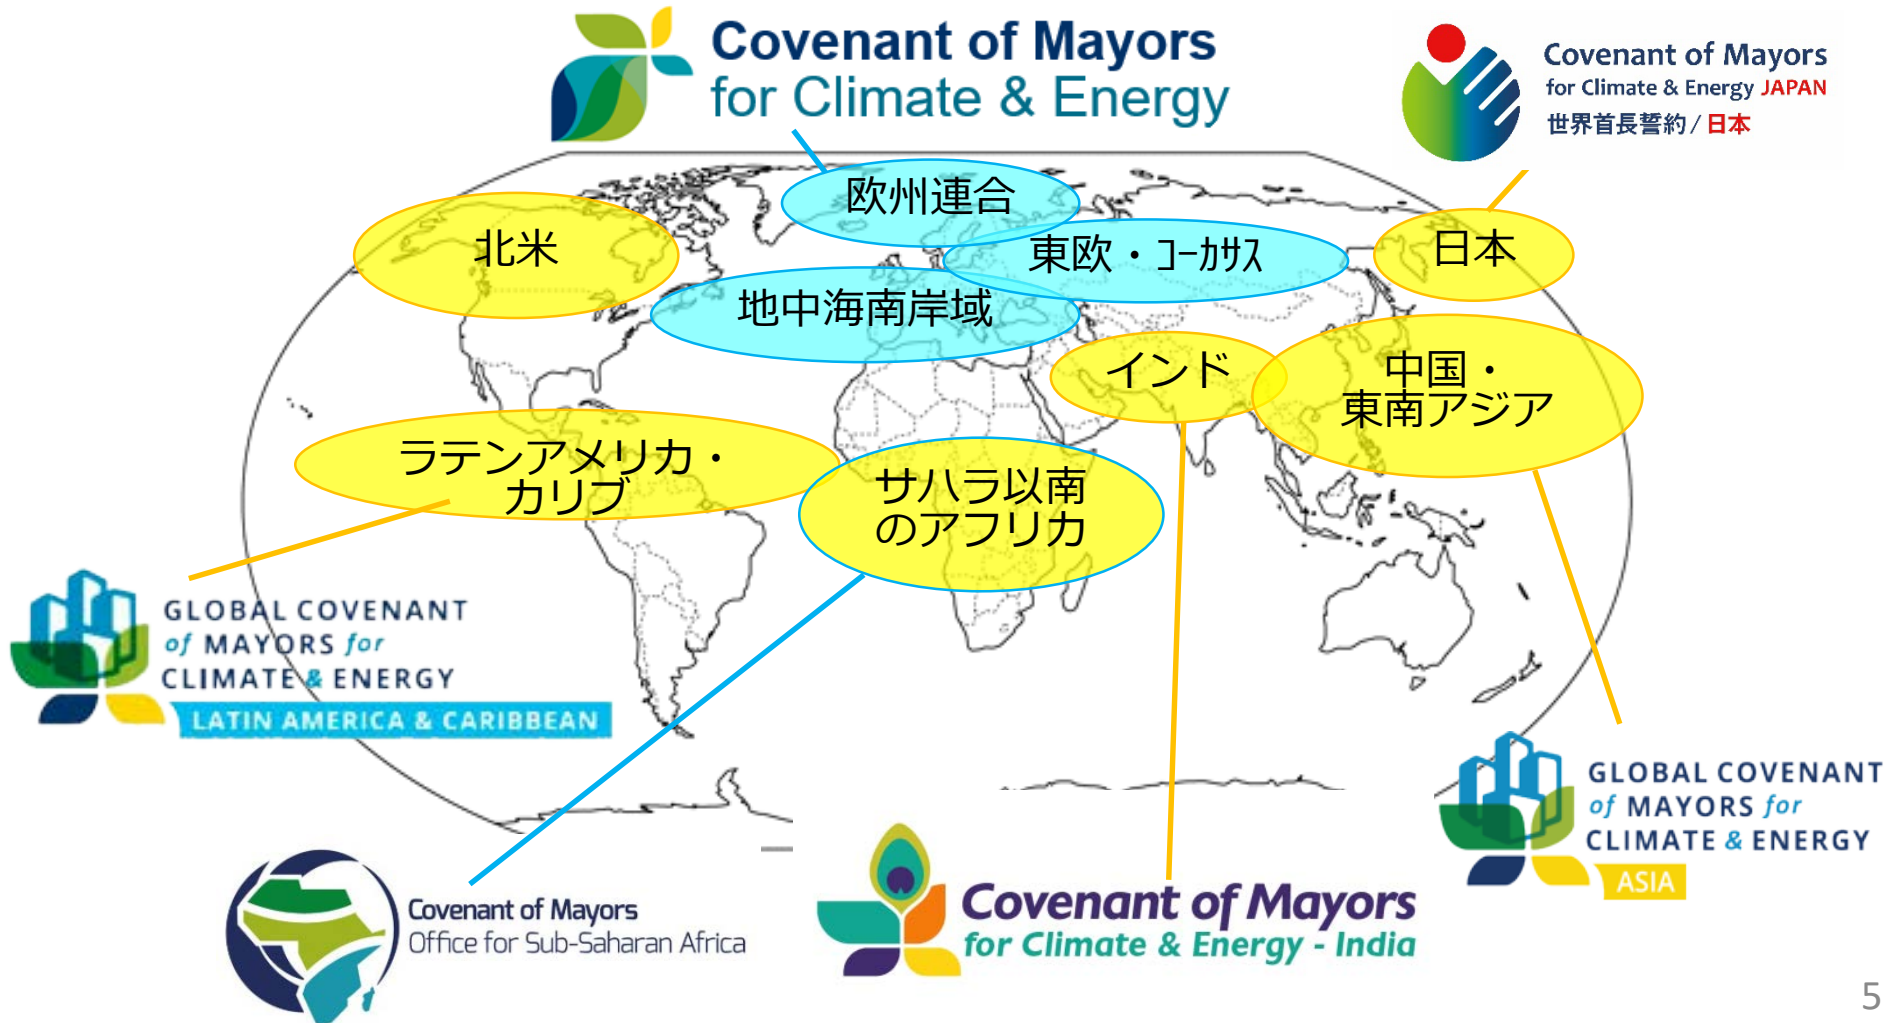 Covenant of Mayors
for Climate & Energy
Covenant of Mayors
for Climate & Energy JAPAN
世界首長誓約/日本
欧州連合
北米
東欧・ｺｰｶｻｽ
日本
地中海南岸域
インド
中国・
東南アジア
ラテンアメリカ・
カリブ
サハラ以南
のアフリカ
GLOBAL COVENANT
of MAYORS for
CLIMATE & ENERGY
LATIN AMERICA & CARIBBEAN
GLOBAL COVENANT
of MAYORS for
CLIMATE & ENERGY
ASIA
Covenant of Mayors
Office for Sub-Saharan Africa
Covenant of Mayors
for Climate & Energy - India
5